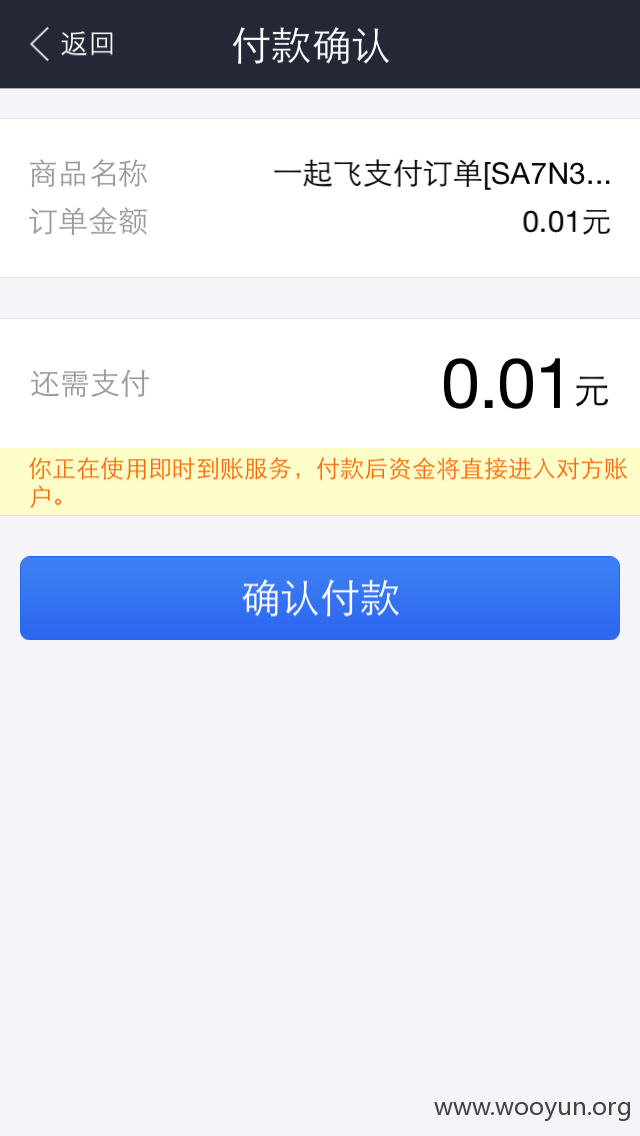 返回
付款确认
商品名称 一起飞支付订单[SA7N3...
订单金额 0.01元
还需支付 0.01元
你正在使用即时到账服务，付款后资金将直接进入对方账
户。
确认付款
www.wooyun.org